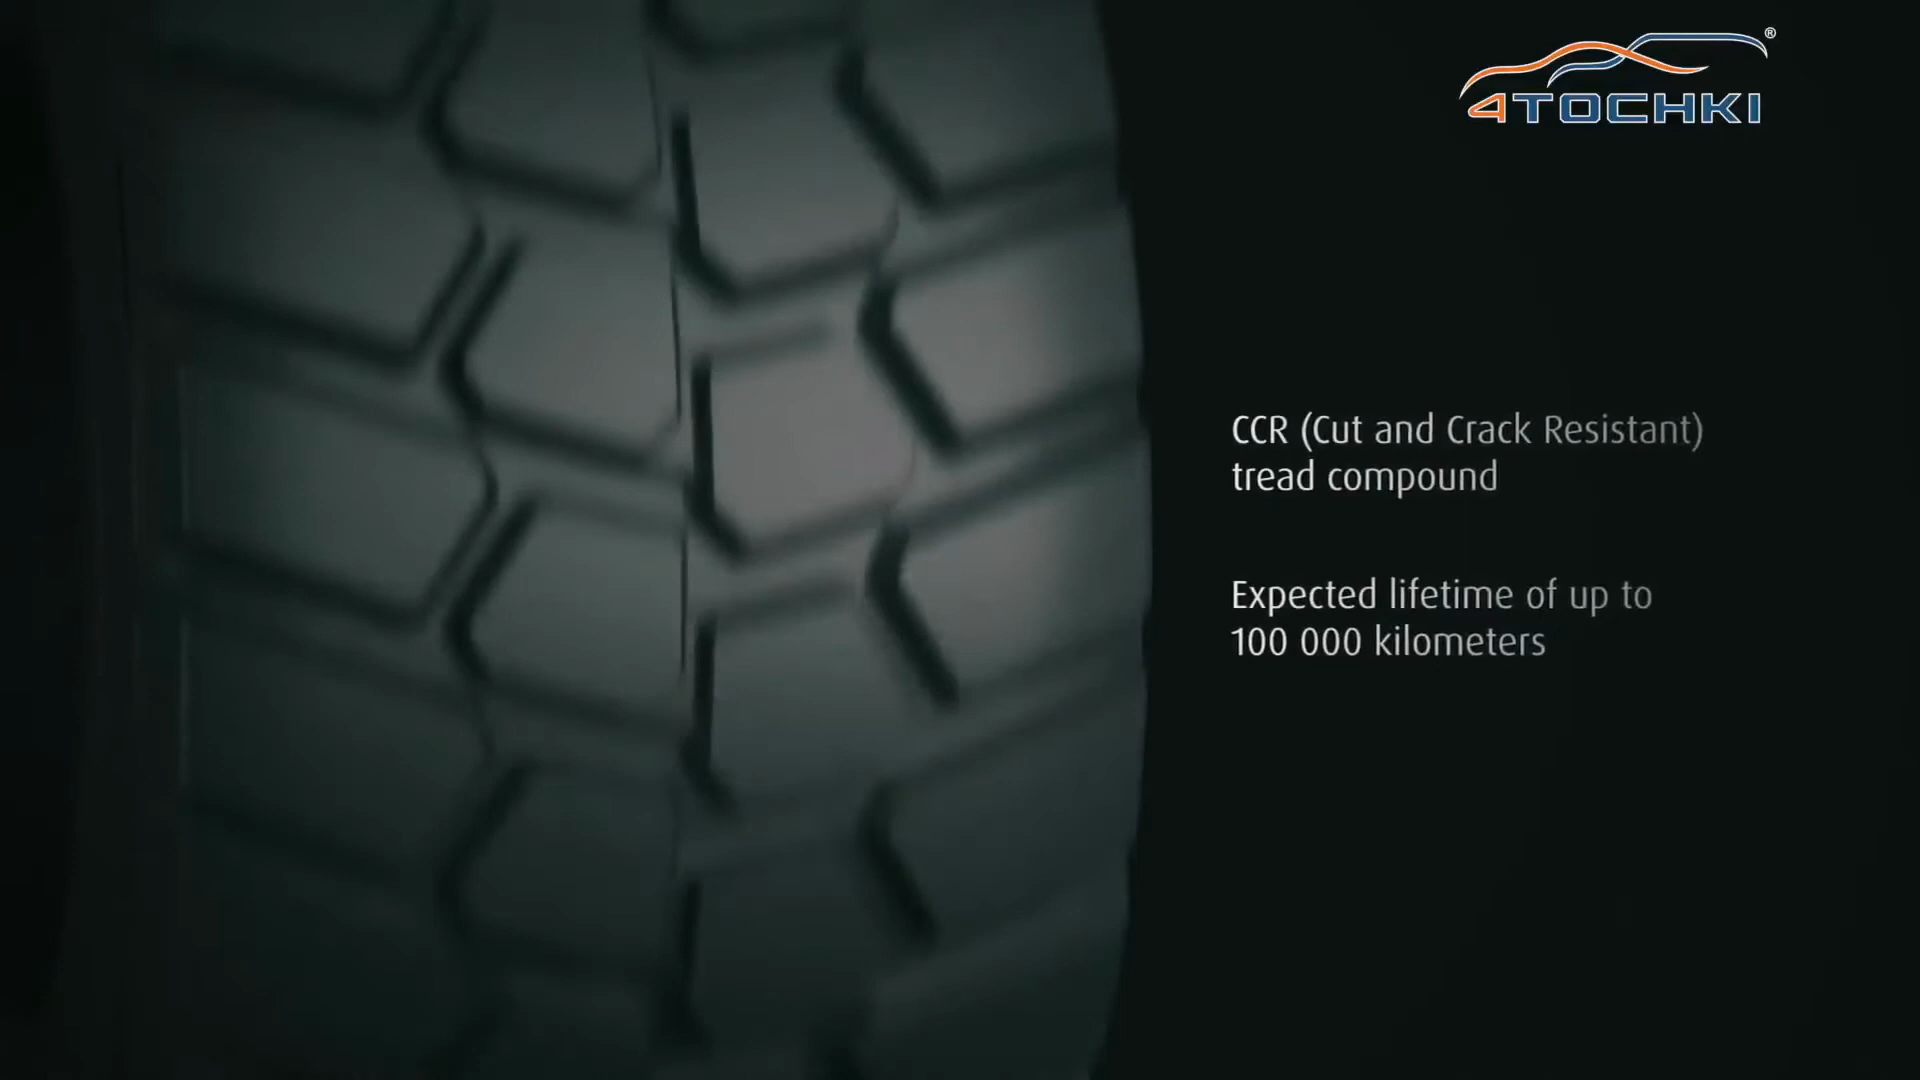 4TOCHKI®
CCR (Cut and Crack Resistant)
tread compound
Expected lifetime of up to
100 000 kilometers